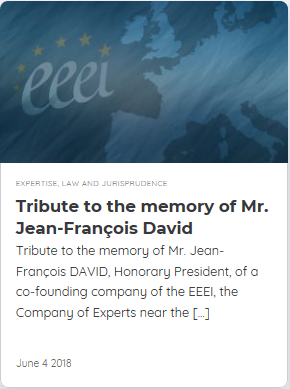 eeei
EXPERTISE, LAW AND JURISPRUDENCE
Tribute to the memory of Mr.
Jean-François David
Tribute to the memory of Mr. Jean-
François DAVID, Honorary President, of a
co-founding company of the EEEI, the
Company of Experts near the [...]
June 4 2018